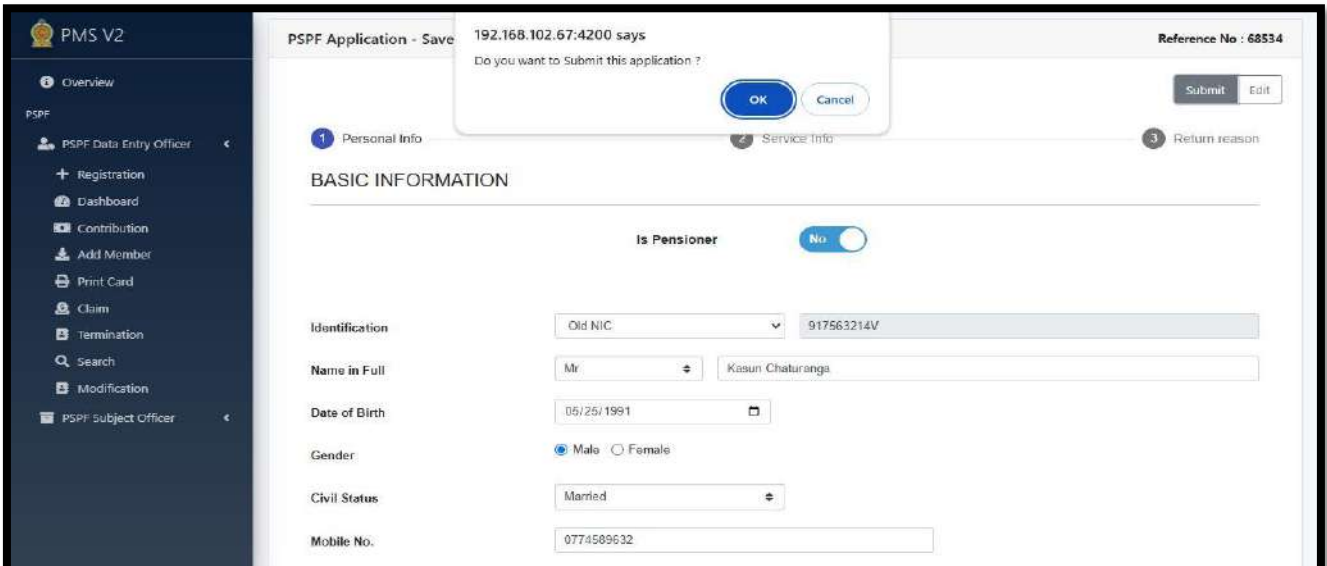 PMS V2
Overview
PSPF
PSPF Data Entry Officer
Registration
Dashboard
Contribution
Add Member
Print Card
Claim
Termination
Search
Modification
PSPF Subject Officer
PSPF Application - Save
Reference No : 68534
192.168.102.67:4200 says
Do you want to Submit this application ?
OK Cancel
Submit Edit
1 Personal Info 2 Service Info 3 Return reason
BASIC INFORMATION
Is Pensioner No
Identification Old NIC 917563214V
Name in Full Mr Kasun Chaturanga
Date of Birth 05/25/1991
Gender Male Female
Civil Status Married
Mobile No. 0774589632